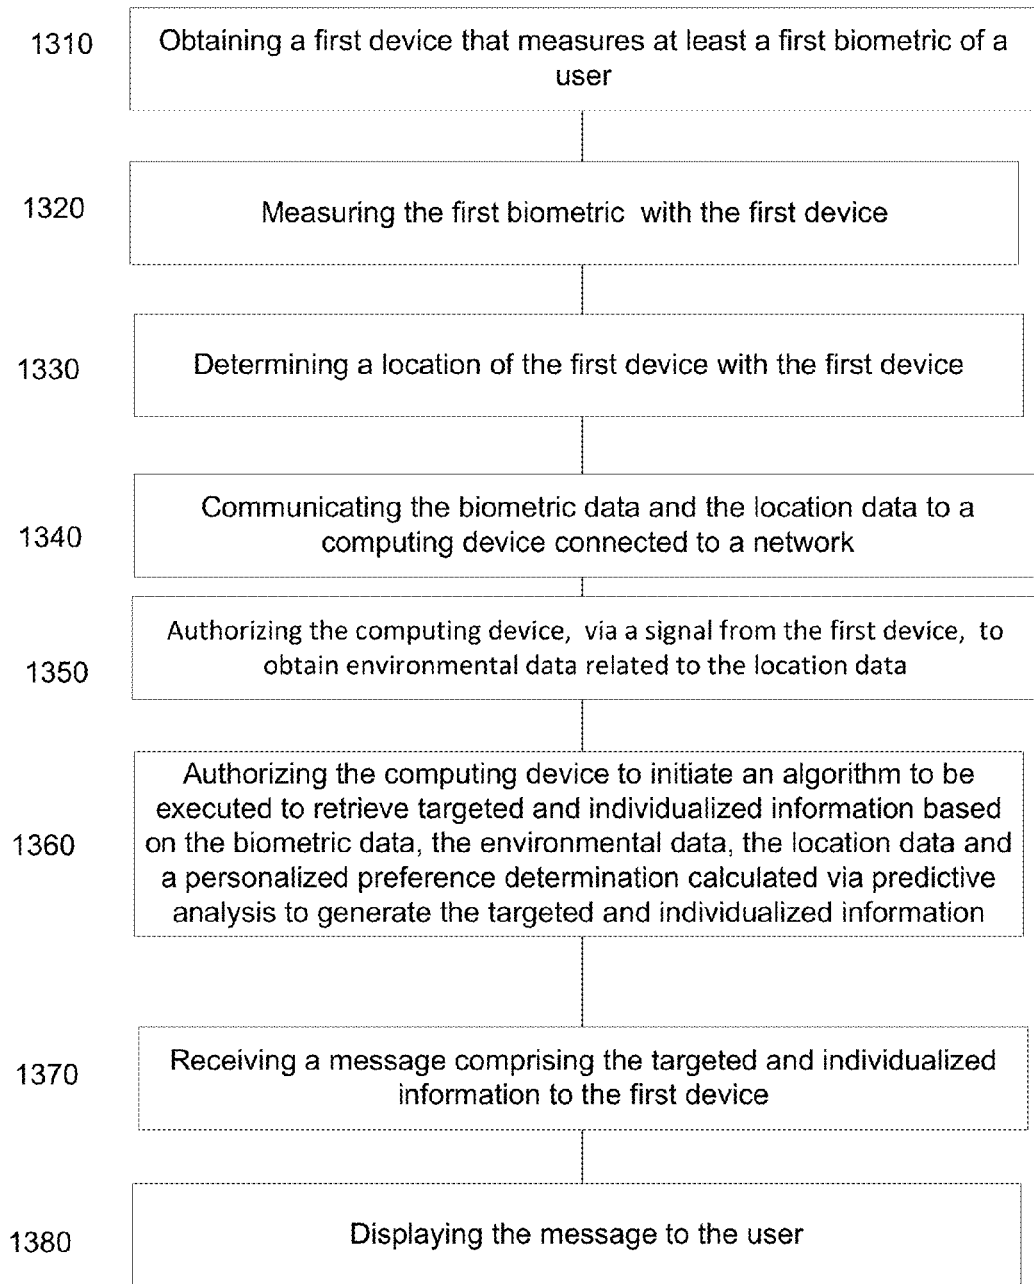 1310
Obtaining a first device that measures at least a first biometric of a
user
1320
Measuring the first biometric with the first device
1330
Determining a location of the first device with the first device
1340
Communicating the biometric data and the location data to a
computing device connected to a network
1350
Authorizing the computing device, via a signal from the first device, to
obtain environmental data related to the location data
1360
Authorizing the computing device to initiate an algorithm to be
executed to retrieve targeted and individualized information based
on the biometric data, the environmental data, the location data and
a personalized preference determination calculated via predictive
analysis to generate the targeted and individualized information
1370
Receiving a message comprising the targeted and individualized
information to the first device
1380
Displaying the message to the user